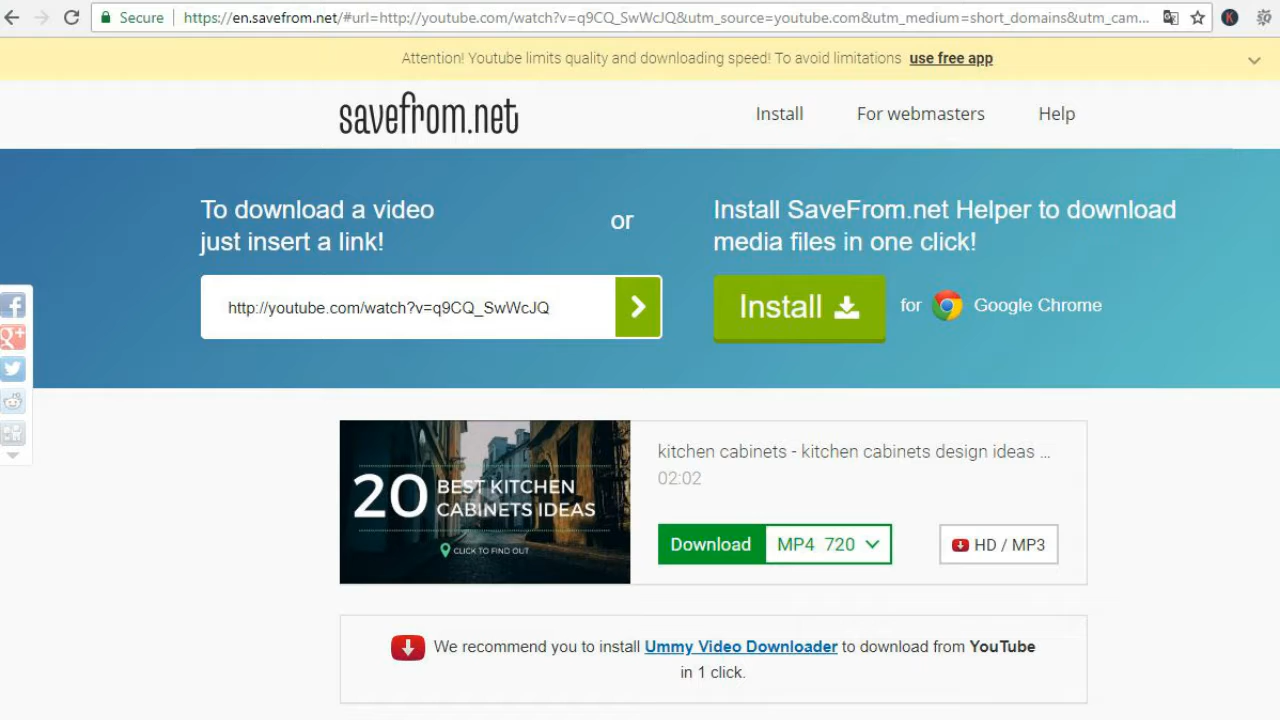 Secure https://en.savefrom.net/#url=http://youtube.com/watch?v=q9CQ_SwWcJQ&utm_source=youtube.com&utm_medium=short_domains&utm_cam...
Attention! Youtube limits quality and downloading speed! To avoid limitations use free app
savefrom.net
Install For webmasters Help
To download a video
just insert a link!
or
Install SaveFrom.net Helper to download
media files in one click!
http://youtube.com/watch?v=q9CQ_SwWcJQ
Install for Google Chrome
20 BEST KITCHEN
CABINETS IDEAS
CLICK TO FIND OUT
kitchen cabinets - kitchen cabinets design ideas ...
02:02
Download MP4 720 HD / MP3
We recommend you to install Ummy Video Downloader to download from YouTube
in 1 click.